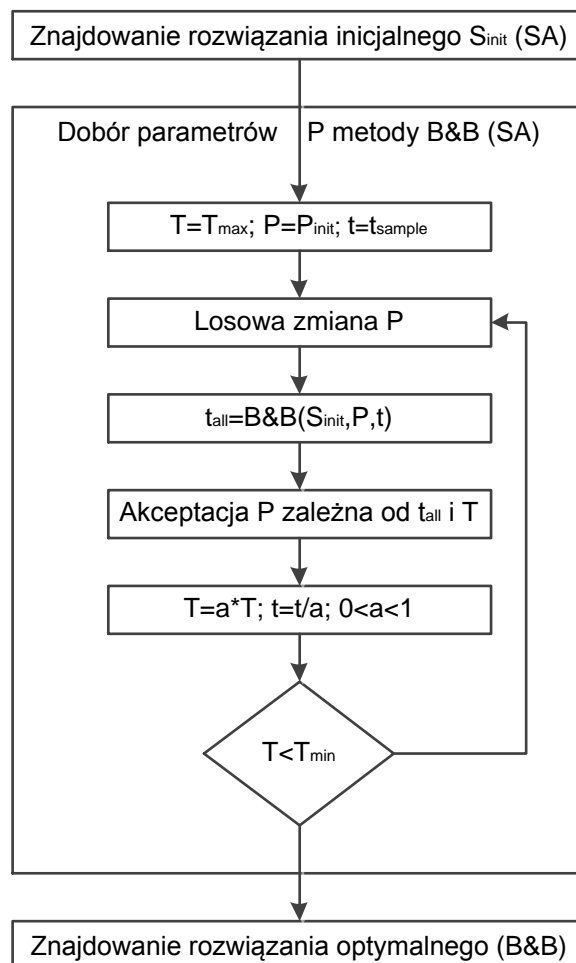 Znajdowanie rozwiązania inicjalnego Sinit (SA)
Dobór parametrów P metody B&B (SA)
T=Tmax; P=Pinit; t=tsample
Losowa zmiana P
tall=B&B(Sinit,P,t)
Akceptacja P zależna od tall i T
T=a*T; t=t/a; 0<a<1
T<Tmin
Znajdowanie rozwiązania optymalnego (B&B)